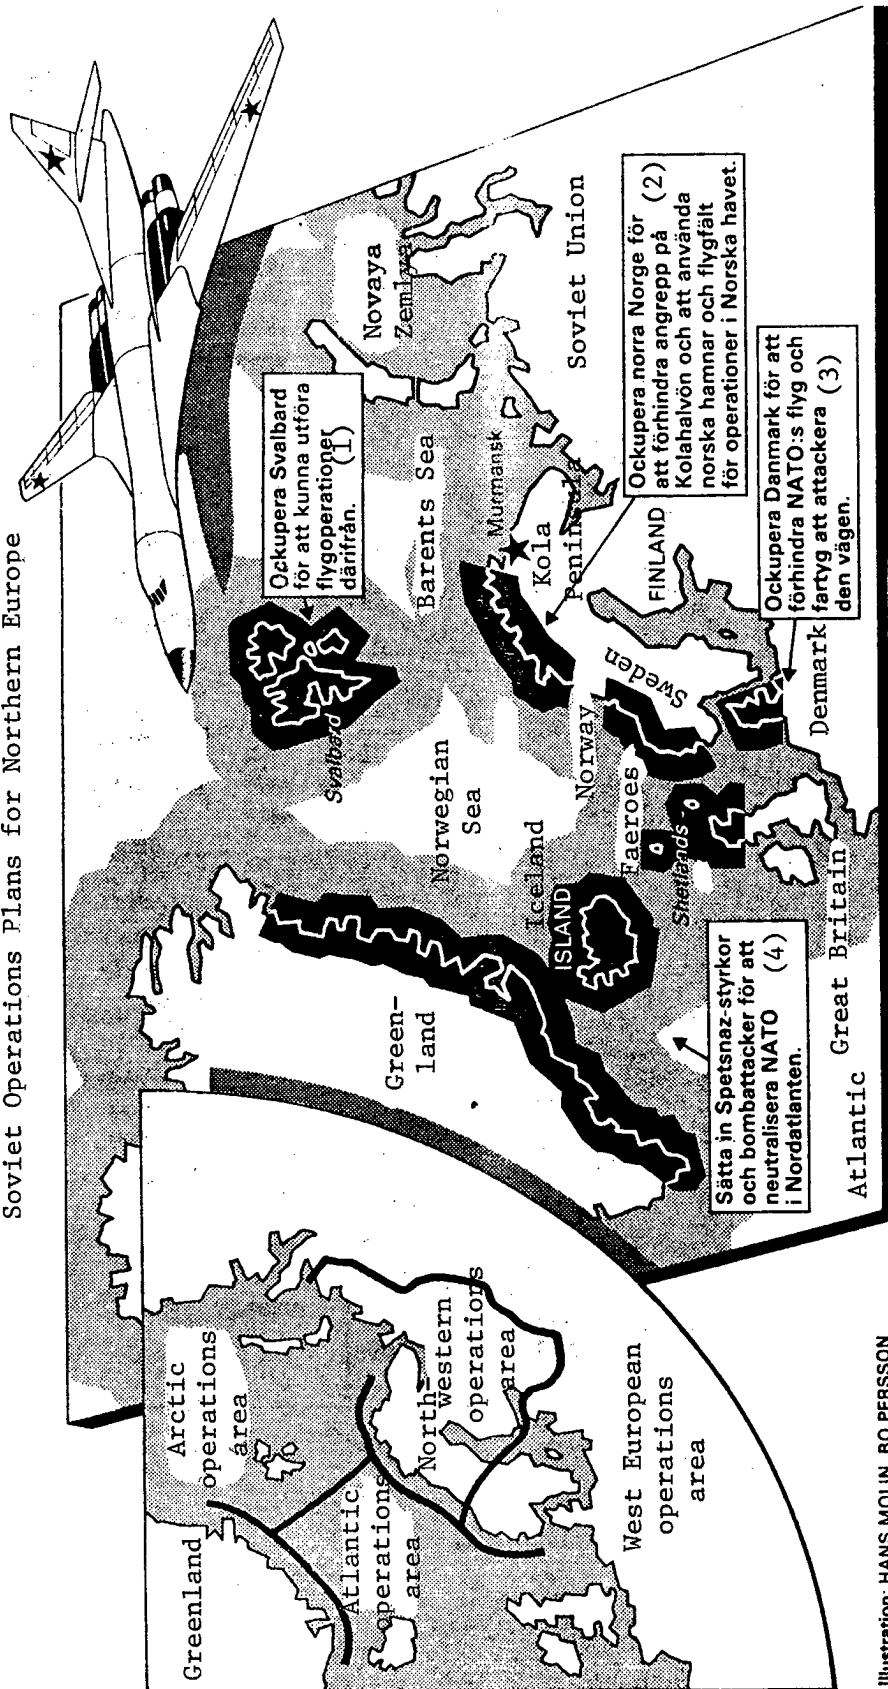 Soviet Operations Plans for Northern Europe
Greenland
Arctic
operations
area
Atlantic
operations
area
North-
western
operations
area
West European
operations
area
Green-
land
Svalbard
Ockupera Svalbard
för att kunna utföra
flygoperationer
därifrån. (1)
Novaya
Zemlya
Barents Sea
Norwegian
Sea
Murmansk
Kola
Peninsula
Soviet Union
Ockupera norra Norge för
att förhindra angrepp på (2)
Kolahalvön och att använda
norska hamnar och flygfält
för operationer i Norska havet.
Iceland
ISLAND
Norway
Sweden
FINLAND
Faeroes
Shetlands
Ockupera Danmark för att
förhindra NATO:s flyg och
fartyg att attackera (3)
den vägen.
Denmark
Sätta in Spetsnaz-styrkor
och bombattacker för att
neutralisera NATO (4)
i Nordatlanten.
Great Britain
Atlantic
Illustration: HANS MOLIN, BO PERSSON